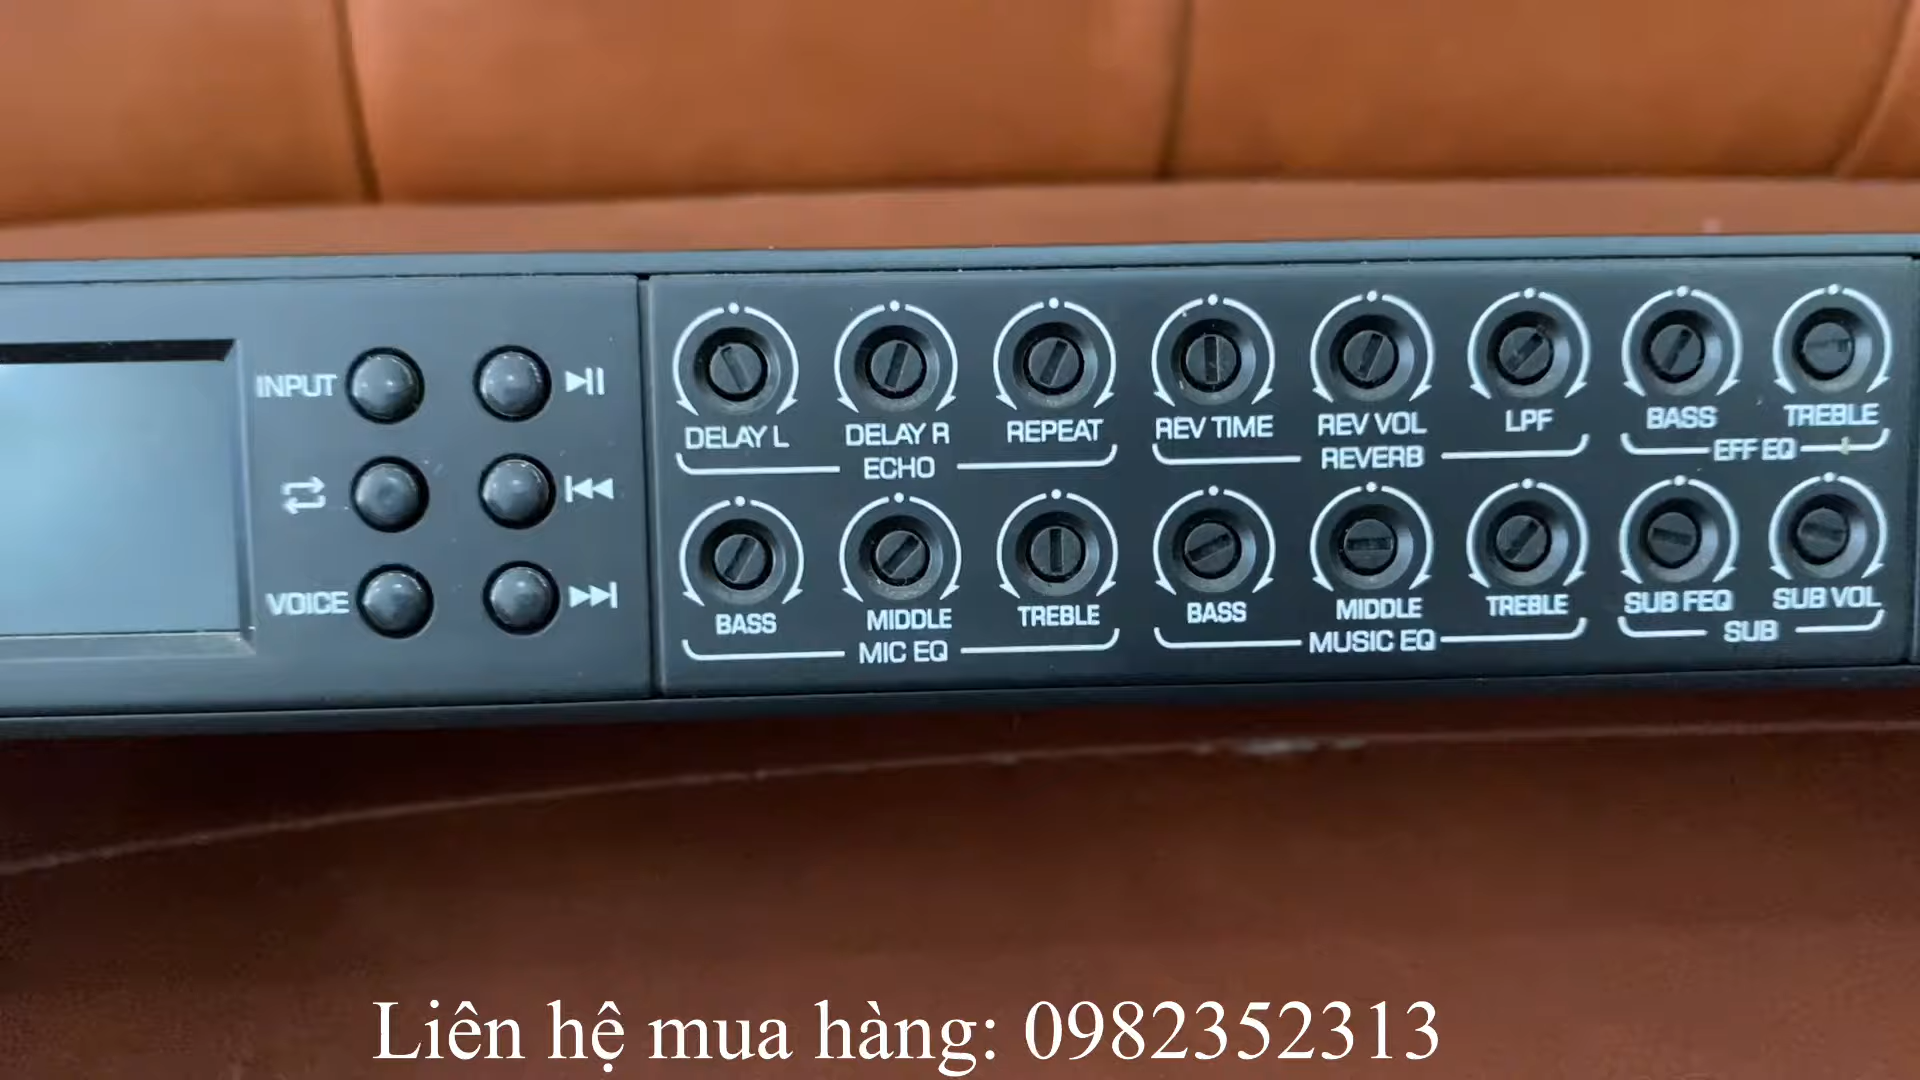 INPUT
VOICE
DELAY L DELAY R REPEAT REV TIME REV VOL LPF BASS TREBLE
ECHO REVERB EFF EQ
BASS MIDDLE TREBLE BASS MIDDLE TREBLE SUB FEQ SUB VOL
MIC EQ MUSIC EQ SUB
Liên hệ mua hàng: 0982352313